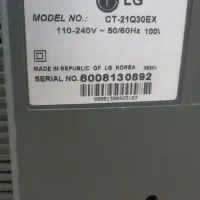 LG
MODEL NO.: CT-21Q30EX
110-240V ~ 50/60Hz 100W
MADE IN REPUBLIC OF LG KOREA
SERIAL NO. 8008130892